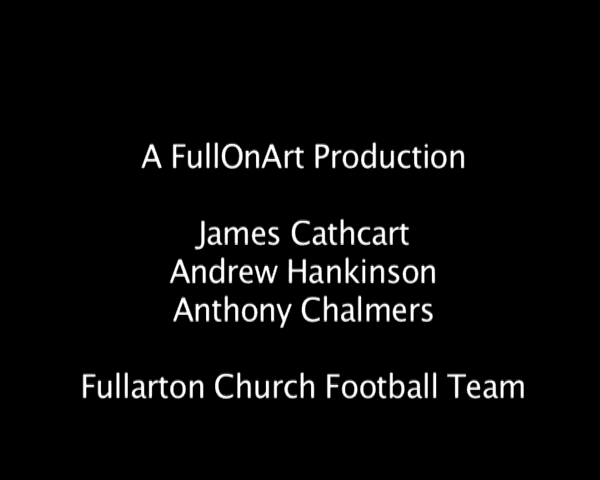 A FullOnArt Production
James Cathcart
Andrew Hankinson
Anthony Chalmers
Fullarton Church Football Team